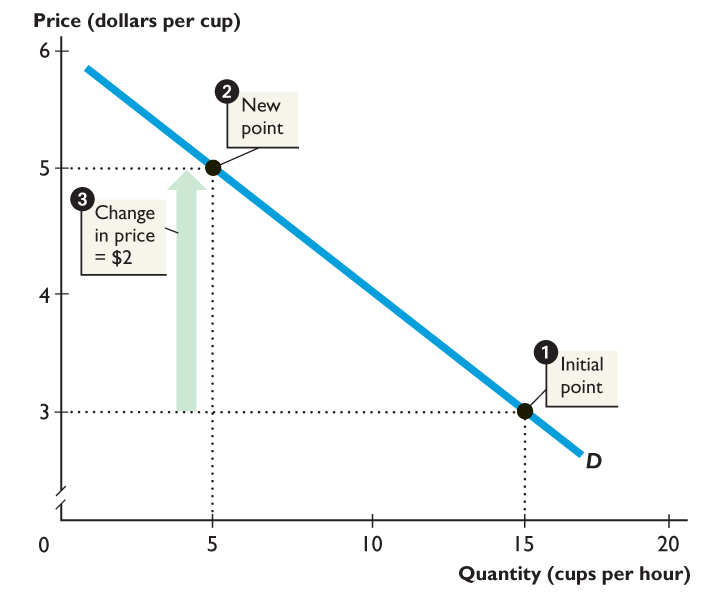 Price (dollars per cup)
6
2
New
point
5
3
Change
in price
= $2
4
1
Initial
point
3
D
0
5
10
15
20
Quantity (cups per hour)